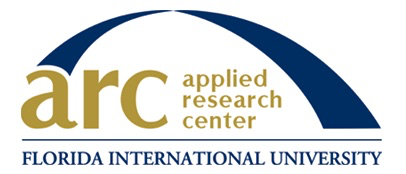 arc applied
research
center
FLORIDA INTERNATIONAL UNIVERSITY